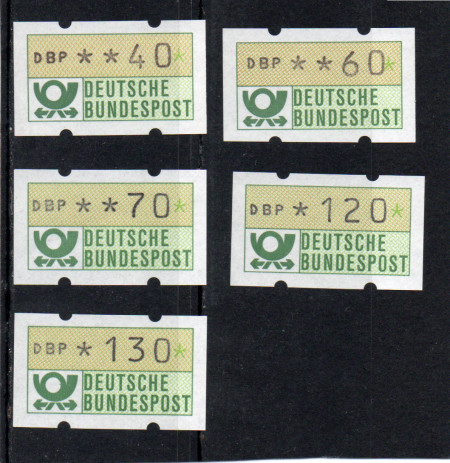 DBP **40*
DEUTSCHE
BUNDESPOST
DBP **60*
DEUTSCHE
BUNDESPOST
DBP **70*
DEUTSCHE
BUNDESPOST
DBP *120*
DEUTSCHE
BUNDESPOST
DBP *130*
DEUTSCHE
BUNDESPOST